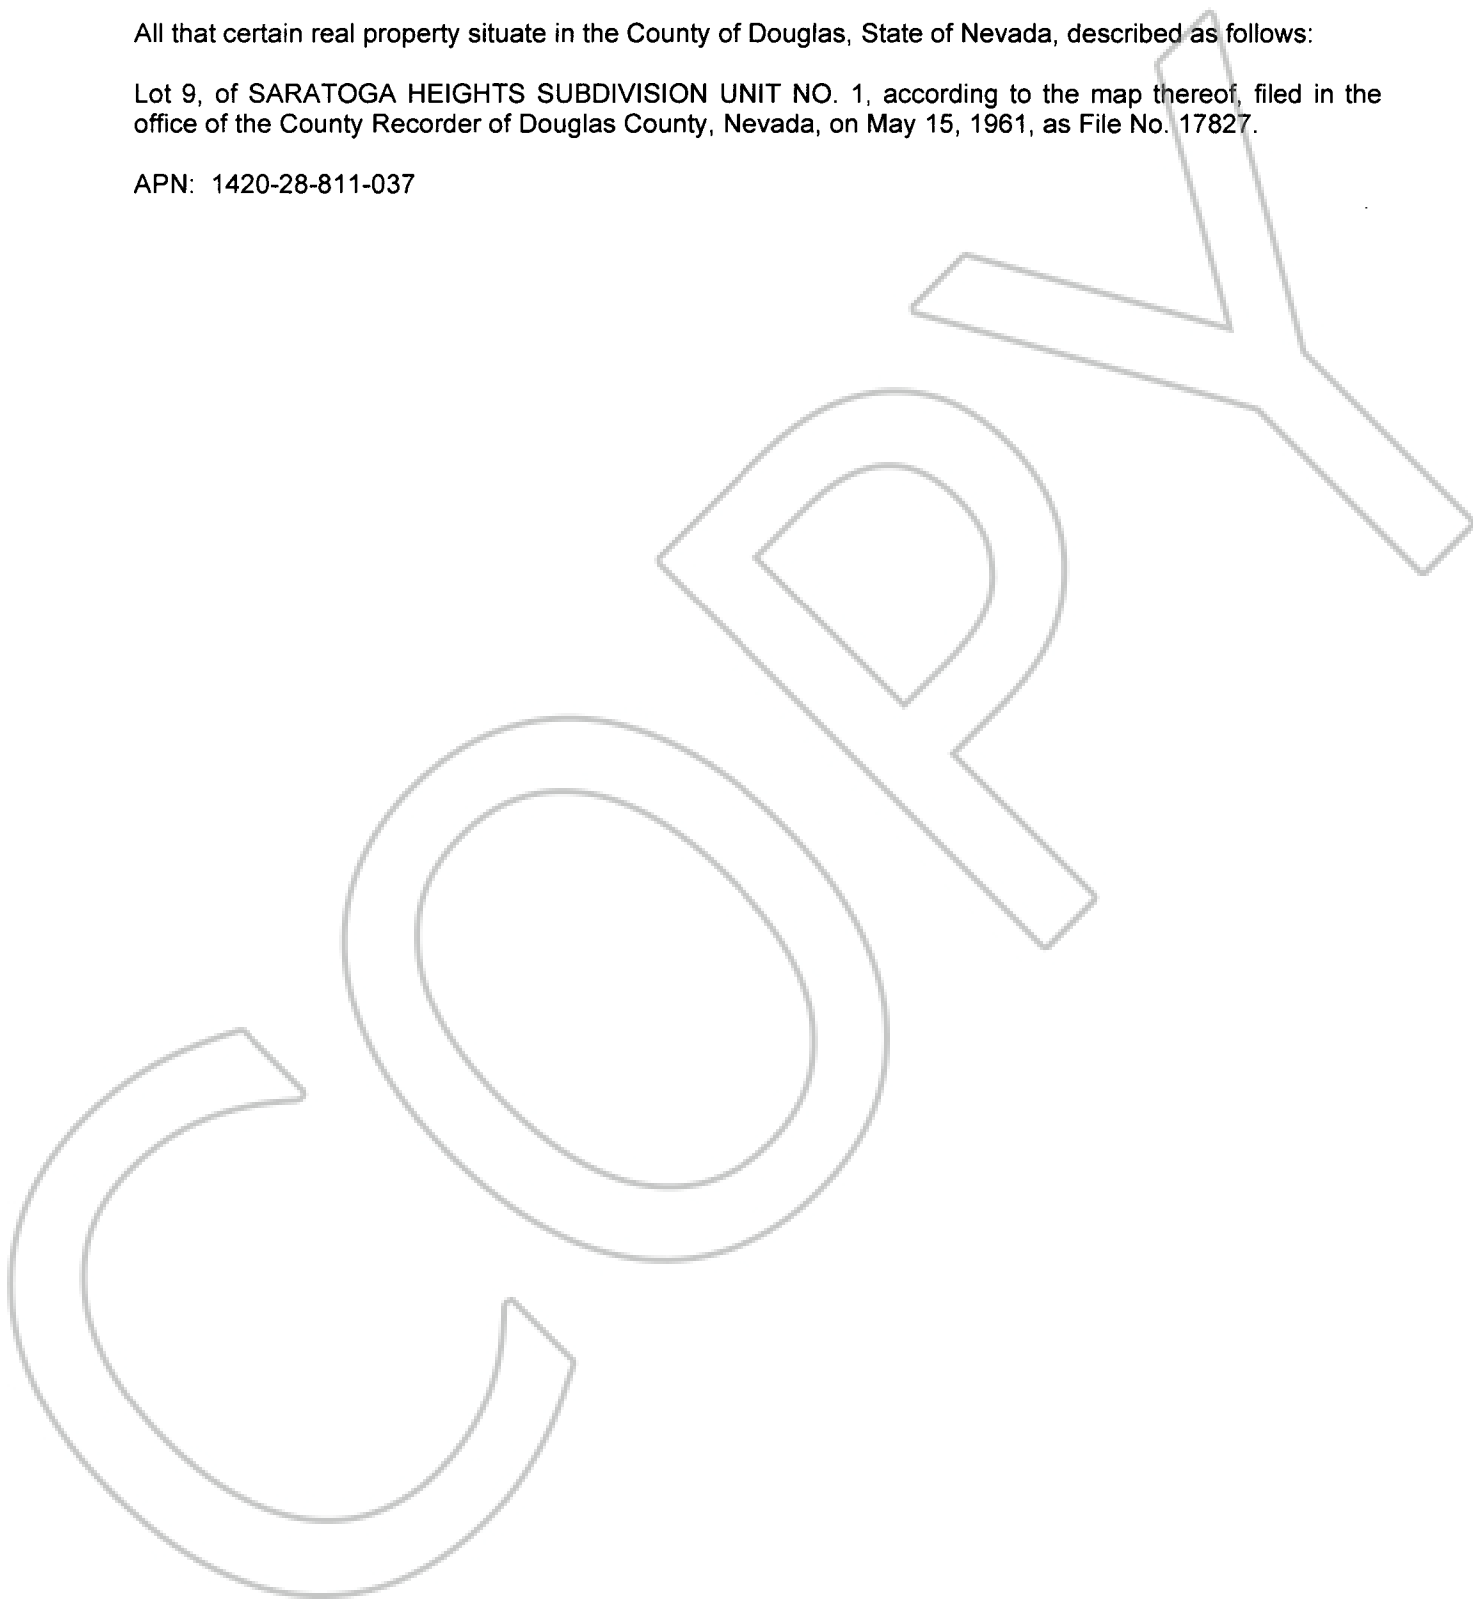 All that certain real property situate in the County of Douglas, State of Nevada, described as follows:
Lot 9, of SARATOGA HEIGHTS SUBDIVISION UNIT NO. 1, according to the map thereof, filed in the
office of the County Recorder of Douglas County, Nevada, on May 15, 1961, as File No. 17827.
APN: 1420-28-811-037
COPY